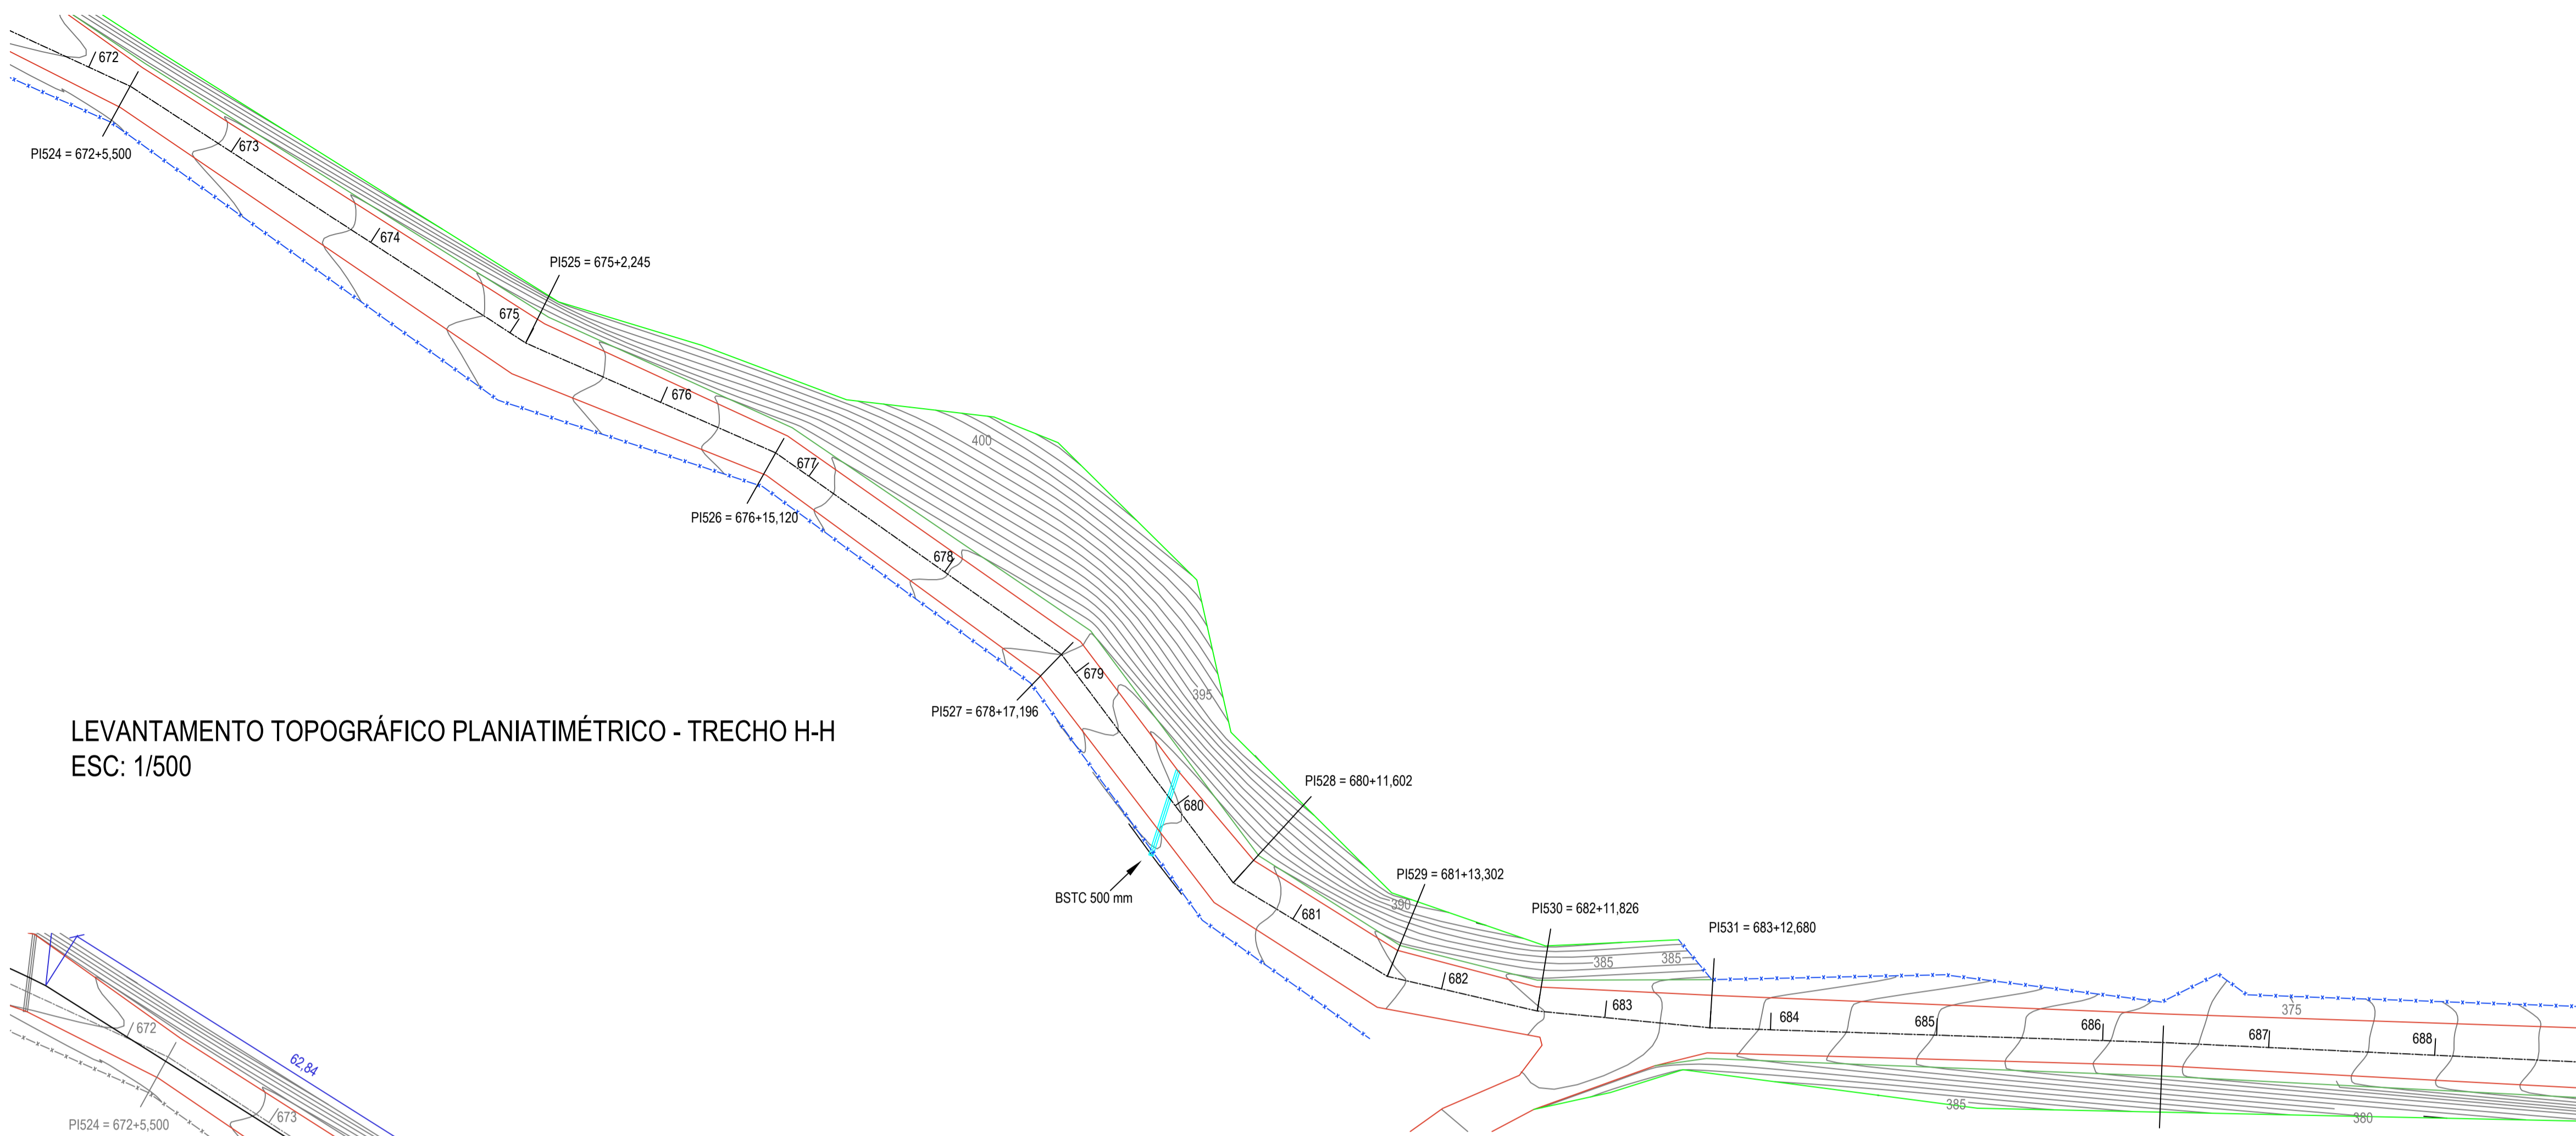 672
PI524 = 672+5,500
673
674
PI525 = 675+2,245
675
676
400
677
PI526 = 676+15,120
678
679
395
PI527 = 678+17,196
LEVANTAMENTO TOPOGRÁFICO PLANIATIMÉTRICO - TRECHO H-H
ESC: 1/500
PI528 = 680+11,602
680
BSTC 500 mm
PI529 = 681+13,302
390
681
PI530 = 682+11,826
PI531 = 683+12,680
385
385
682
683
684
685
686
687
688
375
385
380
672
62,84
673
PI524 = 672+5,500